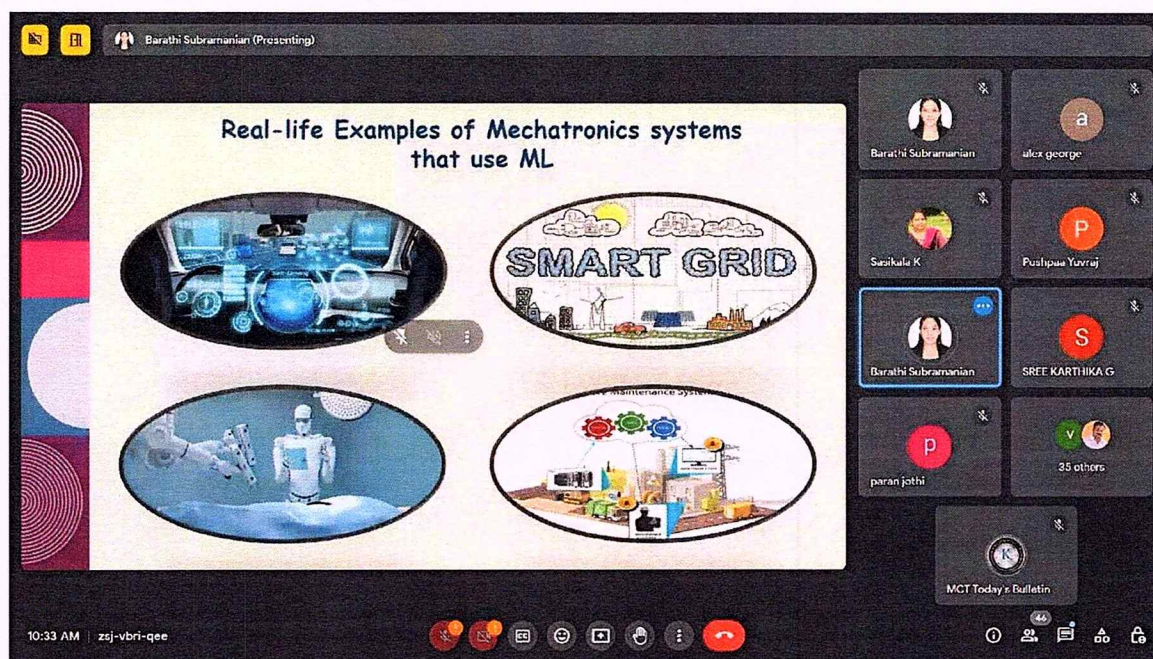 Barathi Subramanian (Presenting)
Real-life Examples of Mechatronics systems
that use ML
SMART GRID
Maintenance System
Barathi Subramanian
a
alex george
Sasikala K
P
Pushpaa Yuvraj
Barathi Subramanian
S
SREE KARTHIKA G
p
paran jothi
v
35 others
K
MCT Today's Bulletin
10:33 AM | zsj-vbri-qee
46